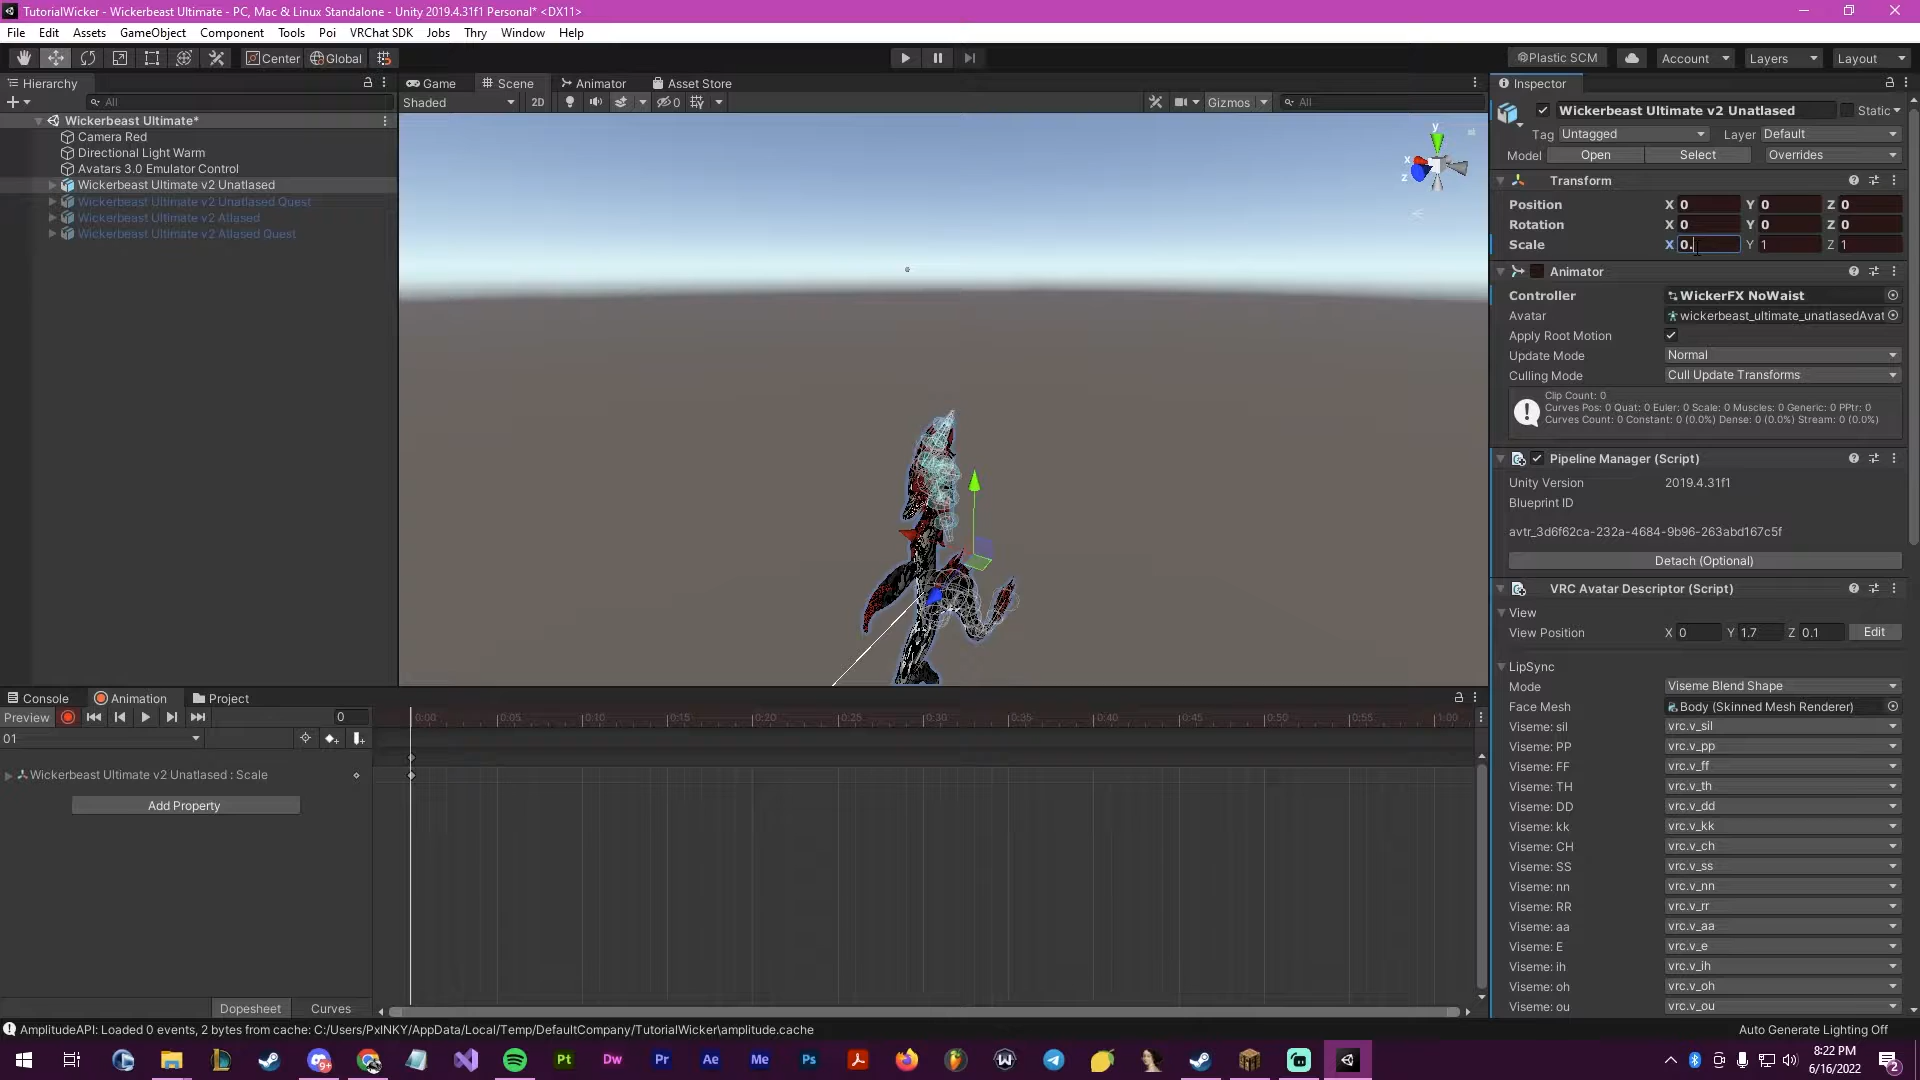 TutorialWicker - Wickerbeast Ultimate - PC, Mac & Linux Standalone - Unity 2019.4.31f1 Personal* <DX11>
File Edit Assets GameObject Component Tools Poi VRChat SDK Jobs Thry Window Help
Center Global Plastic SCM Account Layers Layout
Hierarchy Game Scene Animator Asset Store Inspector
All Shaded 2D 0 Gizmos All
Wickerbeast Ultimate*
Camera Red
Directional Light Warm
Avatars 3.0 Emulator Control
Wickerbeast Ultimate v2 Unatlased
Wickerbeast Ultimate v2 Unatlased Quest
Wickerbeast Ultimate v2 Atlased
Wickerbeast Ultimate v2 Atlased Quest
y
x
z
Wickerbeast Ultimate v2 Unatlased Static
Tag Untagged Layer Default
Model Open Select Overrides
Transform
Position X 0 Y 0 Z 0
Rotation X 0 Y 0 Z 0
Scale X 0. Y 1 Z 1
Animator
Controller WickerFX NoWaist
Avatar wickerbeast_ultimate_unatlasedAvat
Apply Root Motion
Update Mode Normal
Culling Mode Cull Update Transforms
Clip Count: 0
Curves Pos: 0 Quat: 0 Euler: 0 Scale: 0 Muscles: 0 Generic: 0 PPtr: 0
Curves Count: 0 Constant: 0 (0.0%) Dense: 0 (0.0%) Stream: 0 (0.0%)
Pipeline Manager (Script)
Unity Version 2019.4.31f1
Blueprint ID
avtr_3d6f62ca-232a-4684-9b96-263abd167c5f
Detach (Optional)
VRC Avatar Descriptor (Script)
View
View Position X 0 Y 1.7 Z 0.1 Edit
LipSync
Mode Viseme Blend Shape
Face Mesh Body (Skinned Mesh Renderer)
Viseme: sil vrc.v_sil
Viseme: PP vrc.v_pp
Viseme: FF vrc.v_ff
Viseme: TH vrc.v_th
Viseme: DD vrc.v_dd
Viseme: kk vrc.v_kk
Viseme: CH vrc.v_ch
Viseme: SS vrc.v_ss
Viseme: nn vrc.v_nn
Viseme: RR vrc.v_rr
Viseme: aa vrc.v_aa
Viseme: E vrc.v_e
Viseme: ih vrc.v_ih
Viseme: oh vrc.v_oh
Viseme: ou vrc.v_ou
Console Animation Project
Preview 0 0:00 0:05 0:10 0:15 0:20 0:25 0:30 0:35 0:40 0:45 0:50 0:55 1:00
01
Wickerbeast Ultimate v2 Unatlased : Scale
Add Property
Dopesheet Curves
AmplitudeAPI: Loaded 0 events, 2 bytes from cache: C:/Users/PxINKY/AppData/Local/Temp/DefaultCompany/TutorialWicker\amplitude.cache Auto Generate Lighting Off
9+ Pt Dw Pr Ae Me Ps
8:22 PM
6/16/2022
2